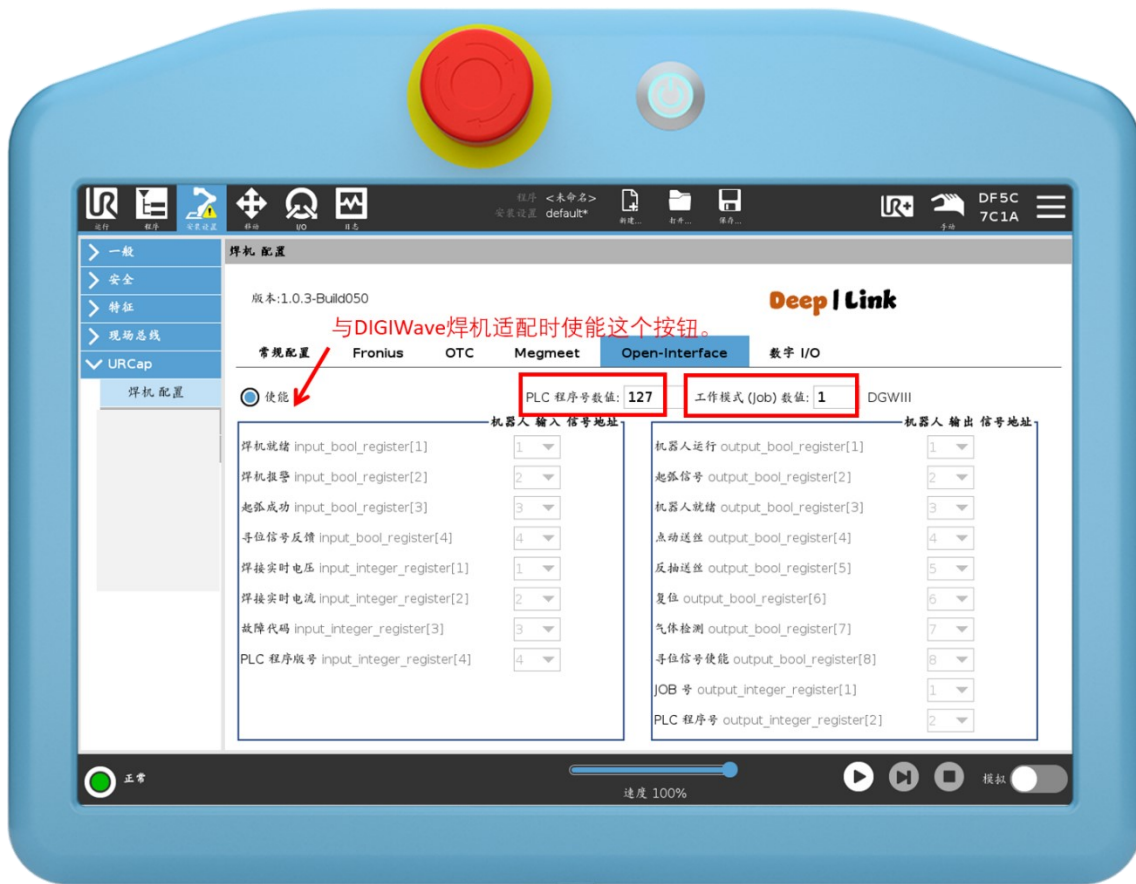 UR
UR+
DF5C
7C1A
程序 <未命名>
安装设置 default*
新建... 打开... 保存...
运行 程序 安装设置 移动 I/O 日志 手动
一般
安全
特征
现场总线
URCap
焊机 配置
焊机 配置
版本:1.0.3-Build050
Deep|Link
与DIGIWave焊机适配时使能这个按钮。
常规配置 Fronius OTC Megmeet Open-Interface 数字 I/O
使能 PLC 程序号数值: 127 工作模式 (Job) 数值: 1 DGWIII
机器人 输入 信号地址
焊机就绪 input_bool_register[1] 1
焊机报警 input_bool_register[2] 2
起弧成功 input_bool_register[3] 3
寻位信号反馈 input_bool_register[4] 4
焊接实时电压 input_integer_register[1] 1
焊接实时电流 input_integer_register[2] 2
故障代码 input_integer_register[3] 3
PLC 程序版号 input_integer_register[4] 4
机器人 输出 信号地址
机器人运行 output_bool_register[1] 1
起弧信号 output_bool_register[2] 2
机器人就绪 output_bool_register[3] 3
点动送丝 output_bool_register[4] 4
反抽送丝 output_bool_register[5] 5
复位 output_bool_register[6] 6
气体检测 output_bool_register[7] 7
寻位信号使能 output_bool_register[8] 8
JOB 号 output_integer_register[1] 1
PLC 程序号 output_integer_register[2] 2
正常
速度 100%
模拟